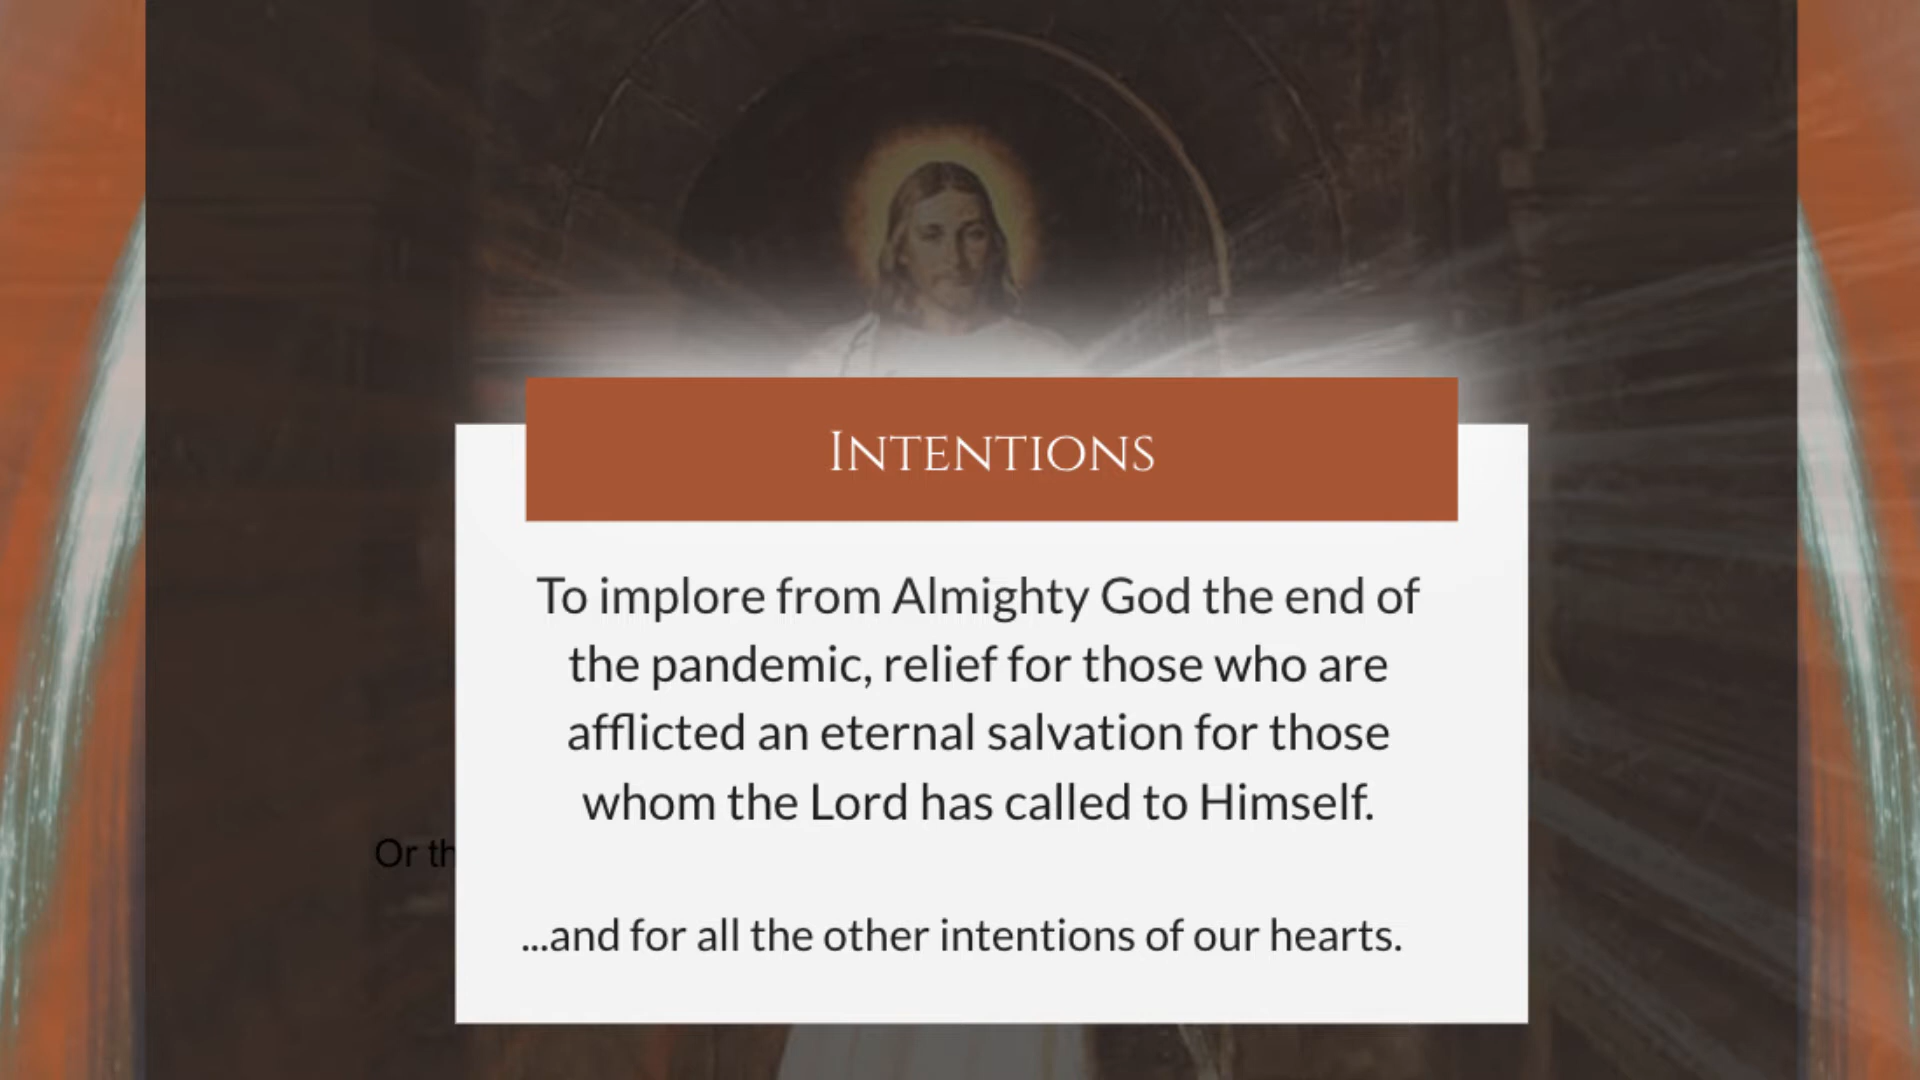 Intentions
To implore from Almighty God the end of
the pandemic, relief for those who are
afflicted an eternal salvation for those
whom the Lord has called to Himself.
Or
...and for all the other intentions of our hearts.